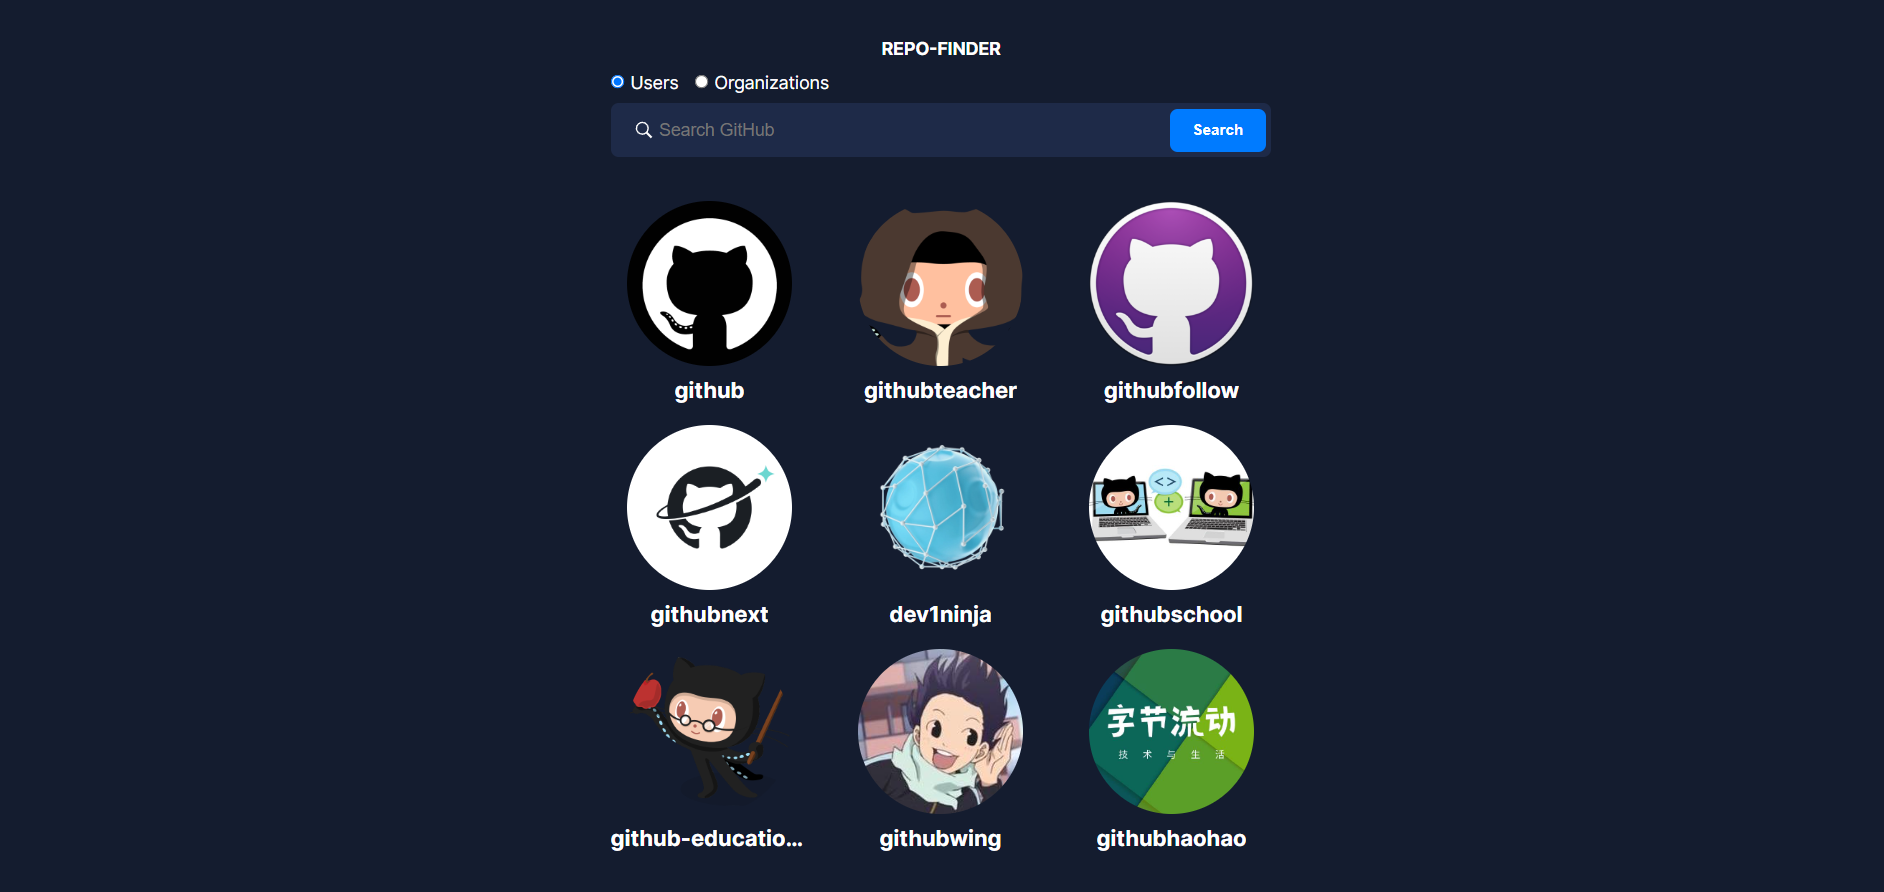 REPO-FINDER
Users Organizations
Search GitHub Search
github githubteacher githubfollow
<> 
+
githubnext dev1ninja githubschool
字节流动
技术与生活
github-educatio... githubwing githubhaohao